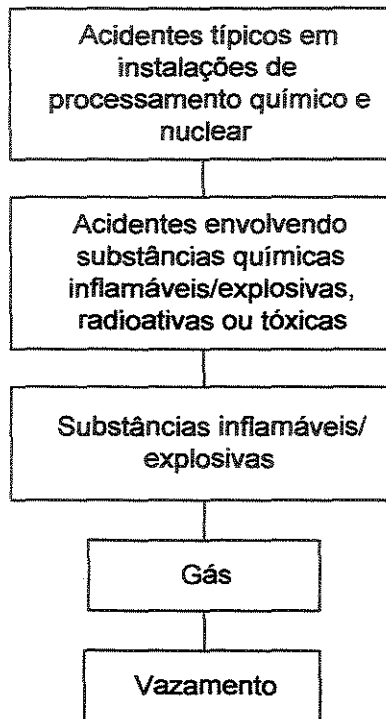 Acidentes típicos em
instalações de
processamento químico e
nuclear
Acidentes envolvendo
substâncias químicas
inflamáveis/explosivas,
radioativas ou tóxicas
Substâncias inflamáveis/
explosivas
Gás
Vazamento